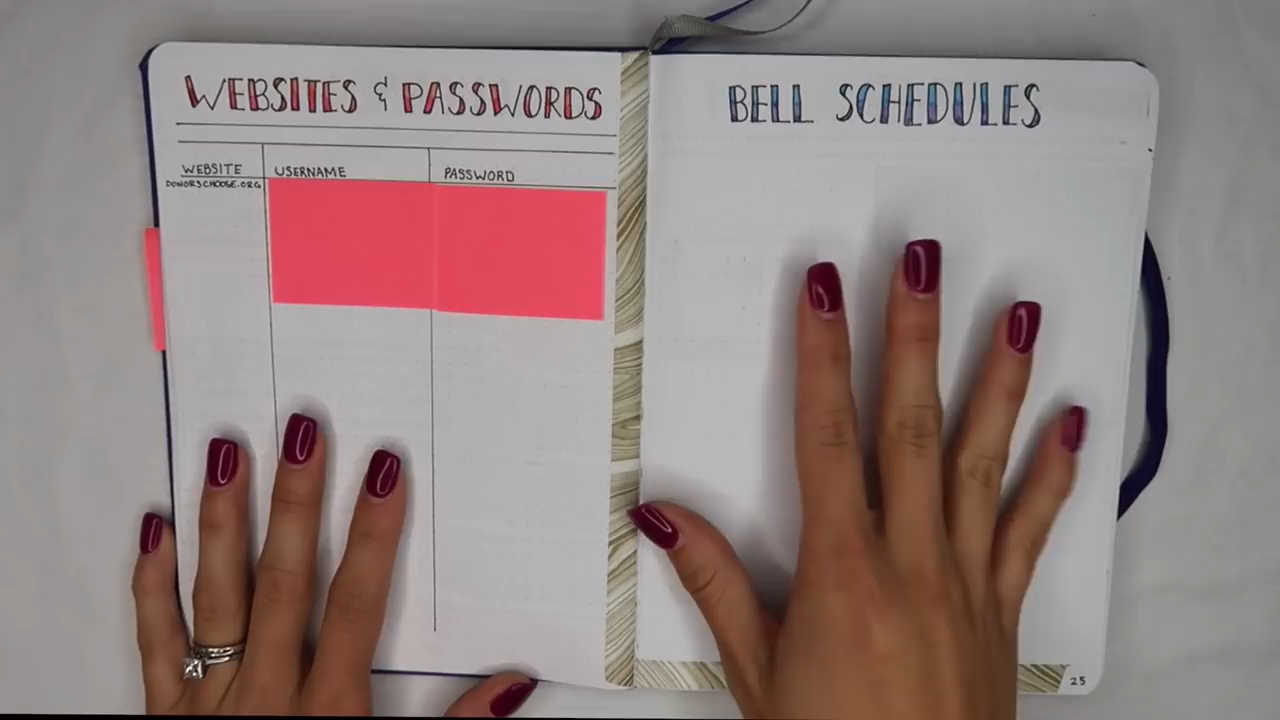 WEBSITES & PASSWORDS
WEBSITE USERNAME PASSWORD
DONORSCHOOSE.ORG
BELL SCHEDULES
25